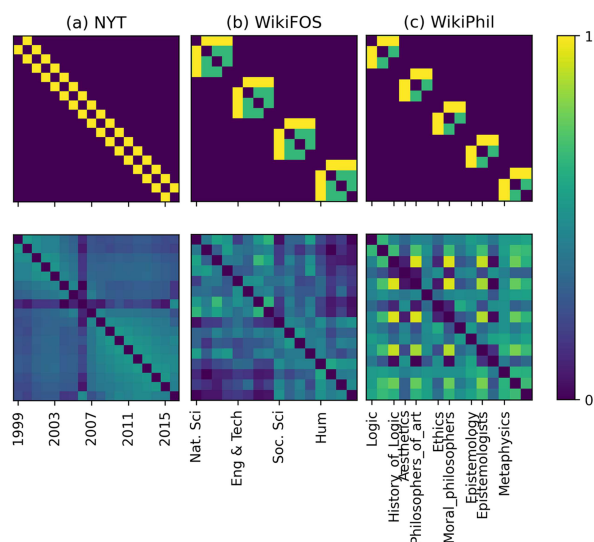 (a) NYT
(b) WikiFOS
(c) WikiPhil
1
0
1999
2003
2007
2011
2015
Nat. Sci
Eng & Tech
Soc. Sci
Hum
Logic
History_of_Logic
Aesthetics
Philosophers_of_art
Ethics
Moral_philosophers
Epistemology
Epistemologists
Metaphysics